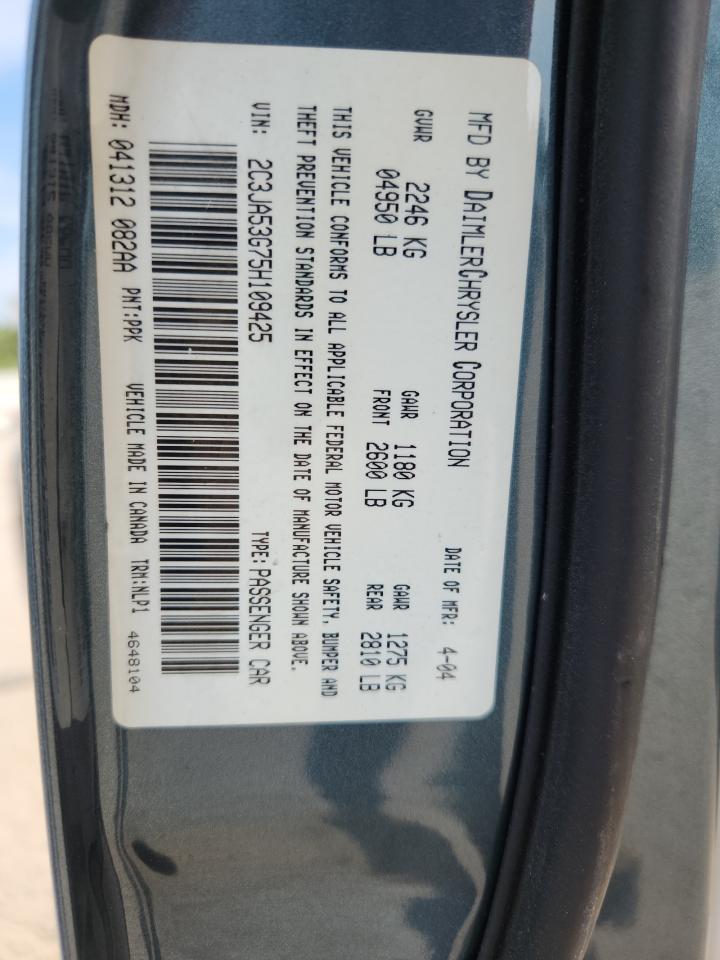 MFD BY DAIMLERCHRYSLER CORPORATION DATE OF MFR: 4-04
GVWR 2246 KG GAWR 1180 KG GAWR 1275 KG
04950 LB FRONT 2600 LB REAR 2810 LB
THIS VEHICLE CONFORMS TO ALL APPLICABLE FEDERAL MOTOR VEHICLE SAFETY, BUMPER AND
THEFT PREVENTION STANDARDS IN EFFECT ON THE DATE OF MANUFACTURE SHOWN ABOVE.
VIN: 2C3JA53G75H109425 TYPE: PASSENGER CAR
MDH: 041312 082AA PNT:PPK VEHICLE MADE IN CANADA TRM:NLP1 4648104